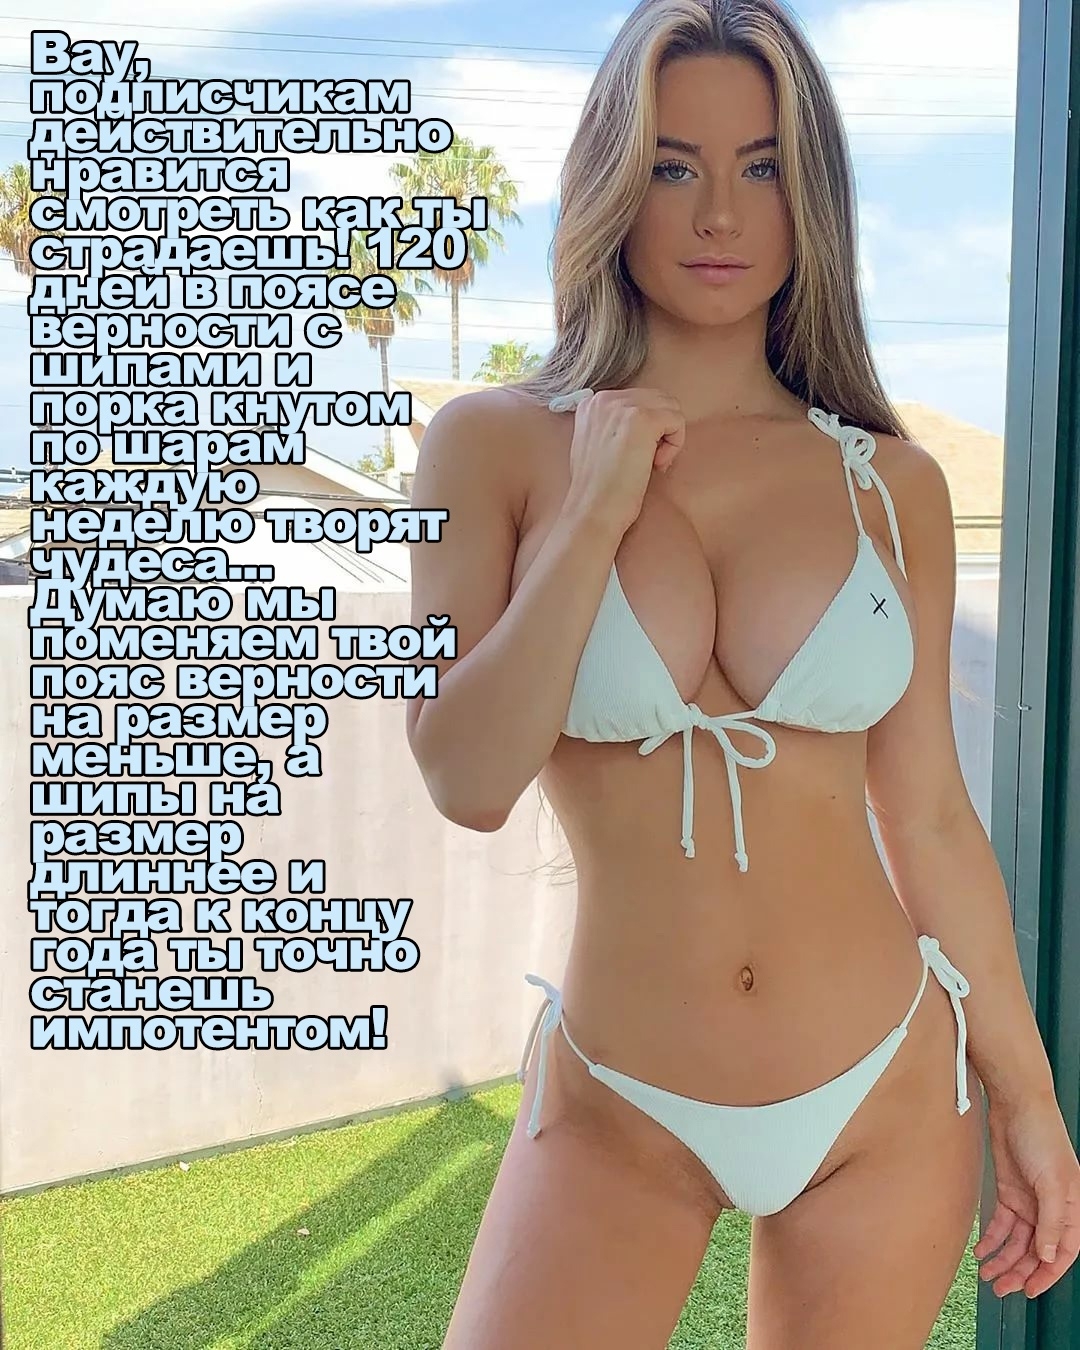 Вау,
подписчикам
действительно
нравится
смотреть как ты
страдаешь! 120
дней в поясе
верности с
шипами и
порка кнутом
по шарам
каждую
неделю творят
чудеса...
Думаю мы
поменяем твой
пояс верности
на размер
меньше, а
шипы на
размер
длиннее и
тогда к концу
года ты точно
станешь
импотентом!